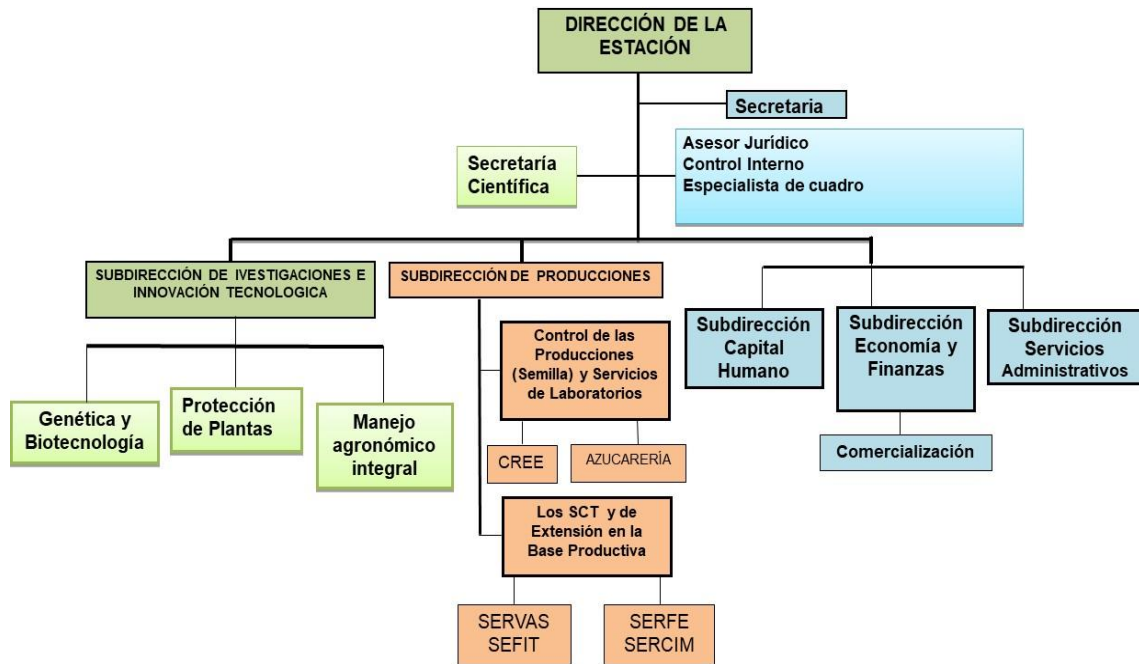 DIRECCIÓN DE LA
ESTACIÓN
Secretaria
Secretaría
Científica
Asesor Jurídico
Control Interno
Especialista de cuadro
SUBDIRECCIÓN DE IVESTIGACIONES E
INNOVACIÓN TECNOLOGICA
SUBDIRECCIÓN DE PRODUCCIONES
Subdirección
Capital
Humano
Subdirección
Economía y
Finanzas
Subdirección
Servicios
Administrativos
Control de las
Producciones
(Semilla) y Servicios
de Laboratorios
Genética y
Biotecnología
Protección
de Plantas
Manejo
agronómico
integral
CREE
AZUCARERÍA
Comercialización
Los SCT y de
Extensión en la
Base Productiva
SERVAS
SEFIT
SERFE
SERCIM